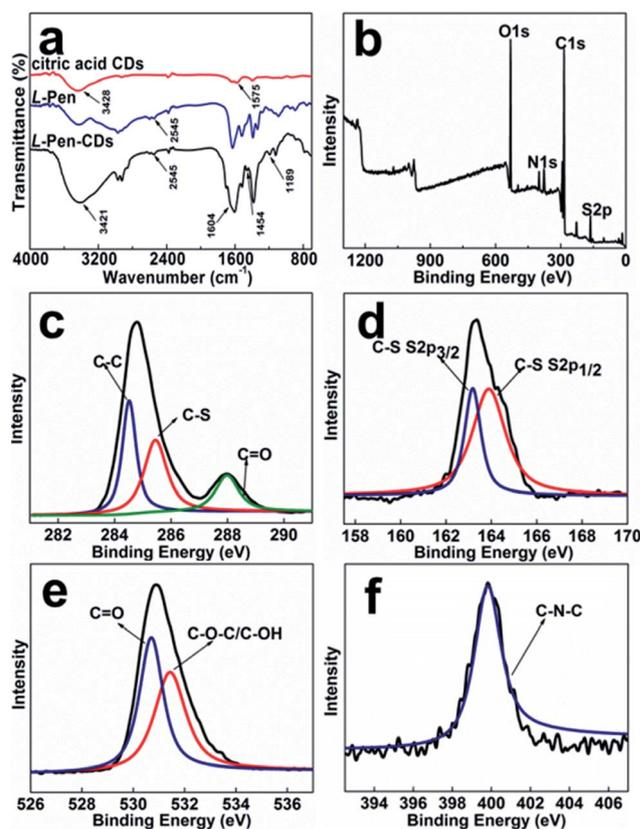 a
Transmittance (%)
citric acid CDs
3428
1575
L-Pen
2545
L-Pen-CDs
3421
2545
1604
1454
1189
4000 3200 2400 1600 800
Wavenumber (cm-1)
b
Intensity
O1s
C1s
N1s
S2p
1200 900 600 300 0
Binding Energy (eV)
c
Intensity
C-C
C-S
C=O
282 284 286 288 290
Binding Energy (eV)
d
Intensity
C-S S2p3/2
C-S S2p1/2
158 160 162 164 166 168 170
Binding Energy (eV)
e
Intensity
C=O
C-O-C/C-OH
526 528 530 532 534 536
Binding Energy (eV)
f
Intensity
C-N-C
394 396 398 400 402 404 406
Binding Energy (eV)